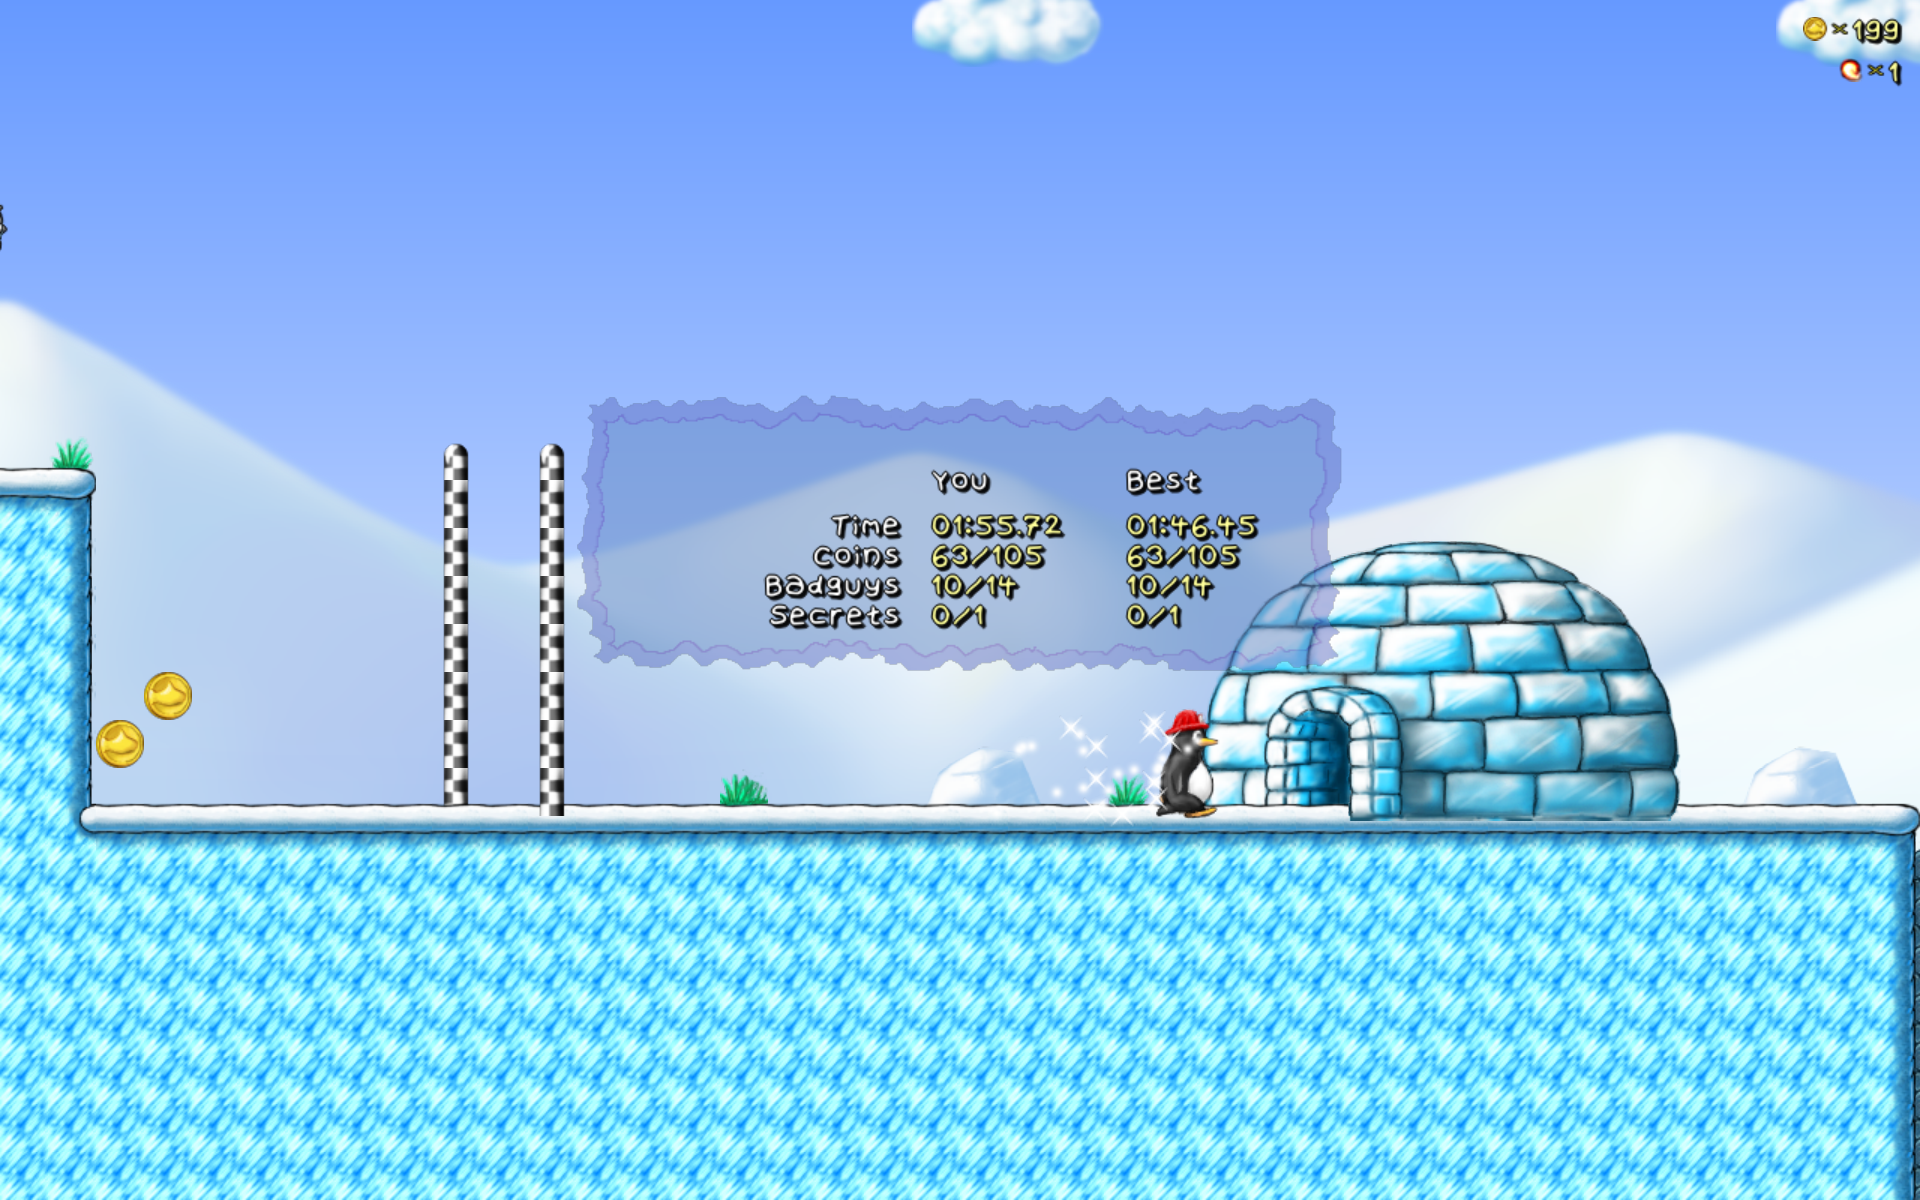 ×199
×1
You Best
Time 01:55.72 01:46.45
Coins 63/105 63/105
Badguys 10/14 10/14
Secrets 0/1 0/1